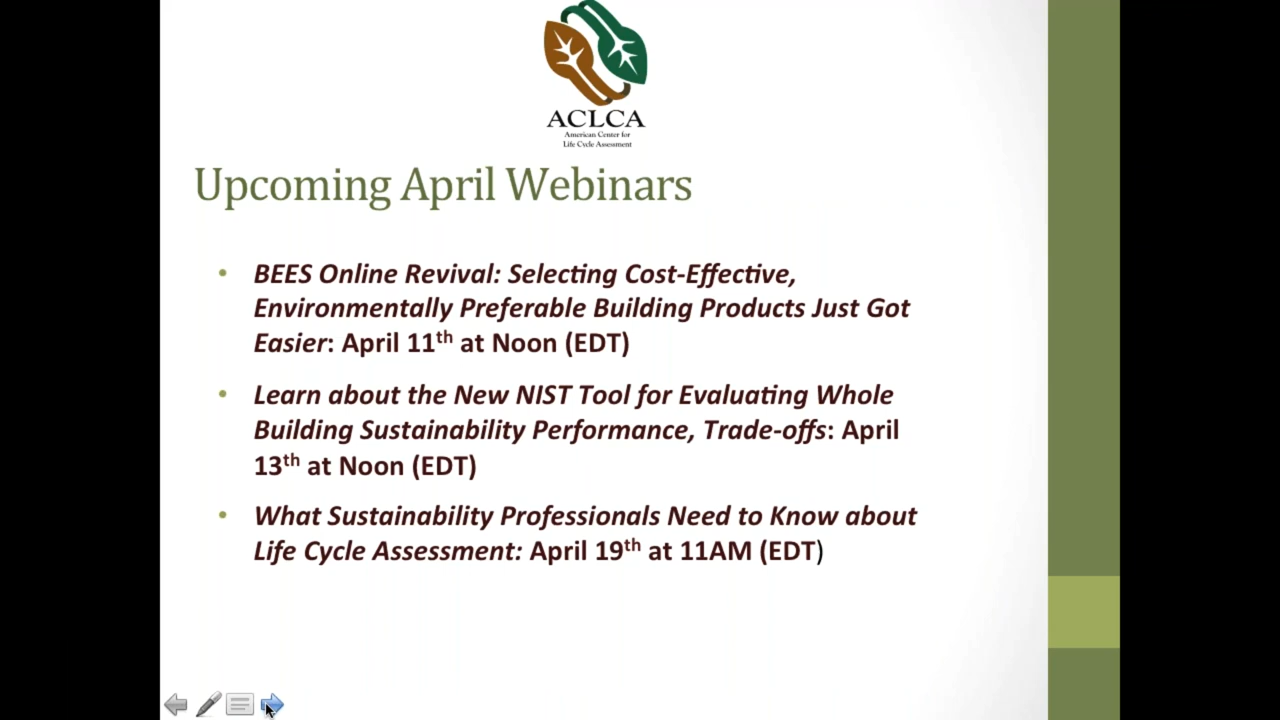 ACLCA
American Center for
Life Cycle Assessment
Upcoming April Webinars
• BEES Online Revival: Selecting Cost-Effective,
Environmentally Preferable Building Products Just Got
Easier: April 11th at Noon (EDT)
• Learn about the New NIST Tool for Evaluating Whole
Building Sustainability Performance, Trade-offs: April
13th at Noon (EDT)
• What Sustainability Professionals Need to Know about
Life Cycle Assessment: April 19th at 11AM (EDT)